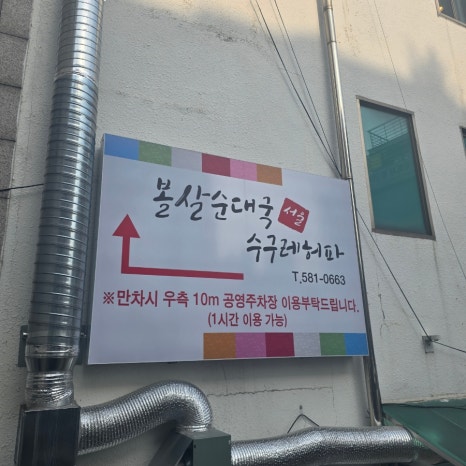 볼살순대국 서울
수구레허파
T.581-0663
※만차시 우측 10m 공영주차장 이용부탁드립니다.
(1시간 이용 가능)